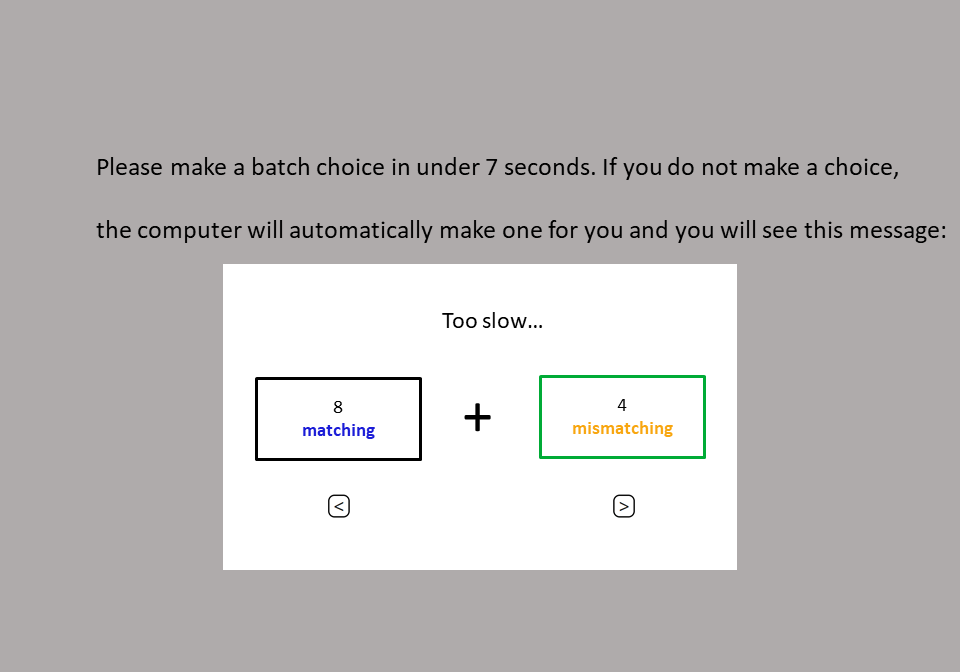 Please make a batch choice in under 7 seconds. If you do not make a choice,
the computer will automatically make one for you and you will see this message:
Too slow...
8
matching
+
4
mismatching
< >